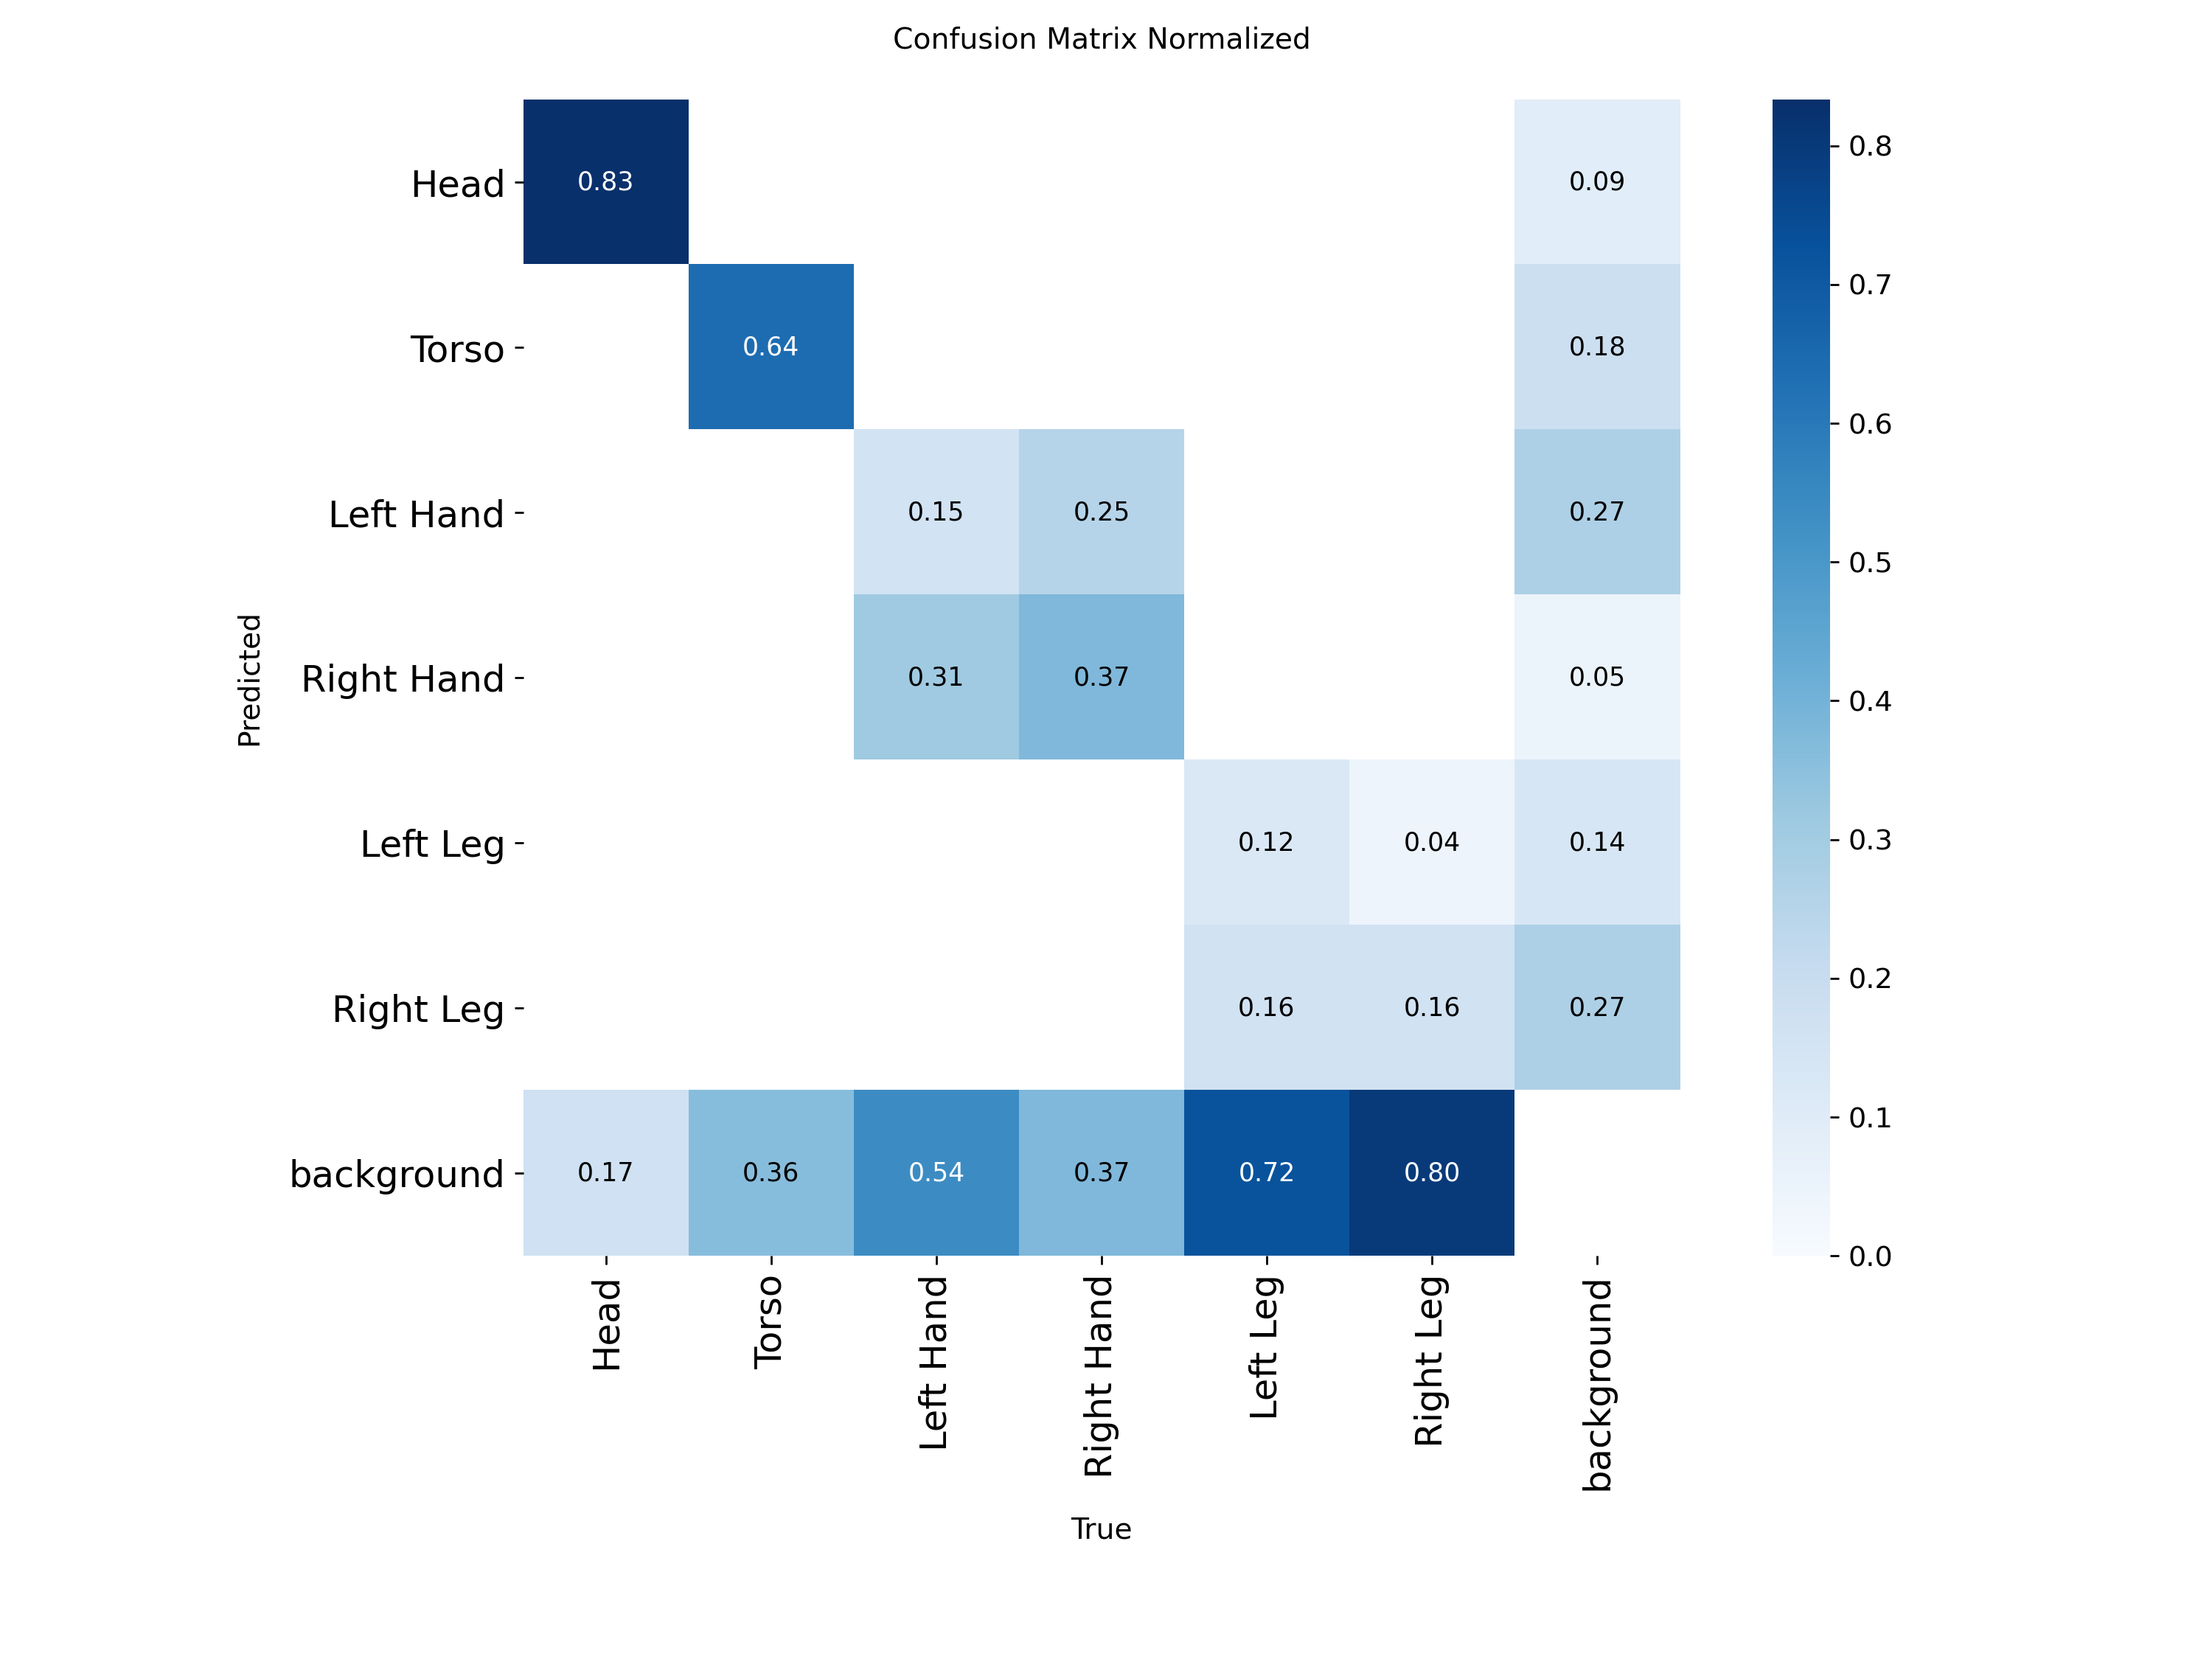 Confusion Matrix Normalized
Head
0.83
0.09
0.8
Torso
0.64
0.18
0.7
0.6
Left Hand
0.15
0.25
0.27
0.5
Predicted
Right Hand
0.31
0.37
0.05
0.4
Left Leg
0.12
0.04
0.14
0.3
Right Leg
0.16
0.16
0.27
0.2
background
0.17
0.36
0.54
0.37
0.72
0.80
0.1
0.0
Head
Torso
Left Hand
Right Hand
Left Leg
Right Leg
background
True